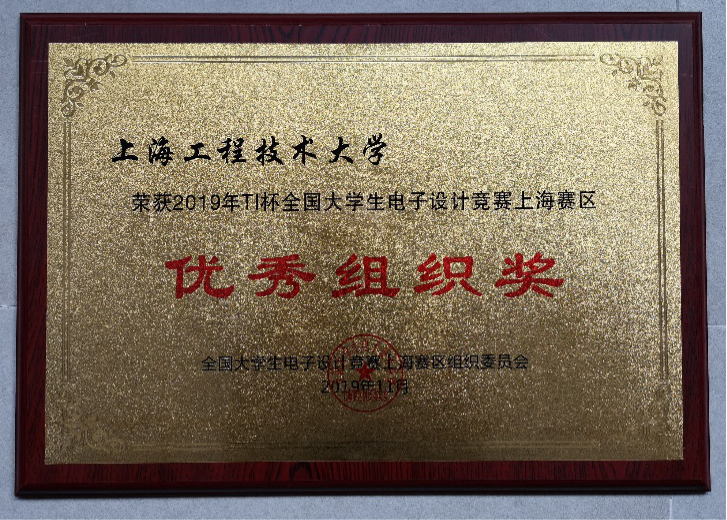 上海工程技术大学
荣获2019年TI杯全国大学生电子设计竞赛上海赛区
优秀组织奖
全国大学生电子设计竞赛上海赛区组织委员会
2019年11月